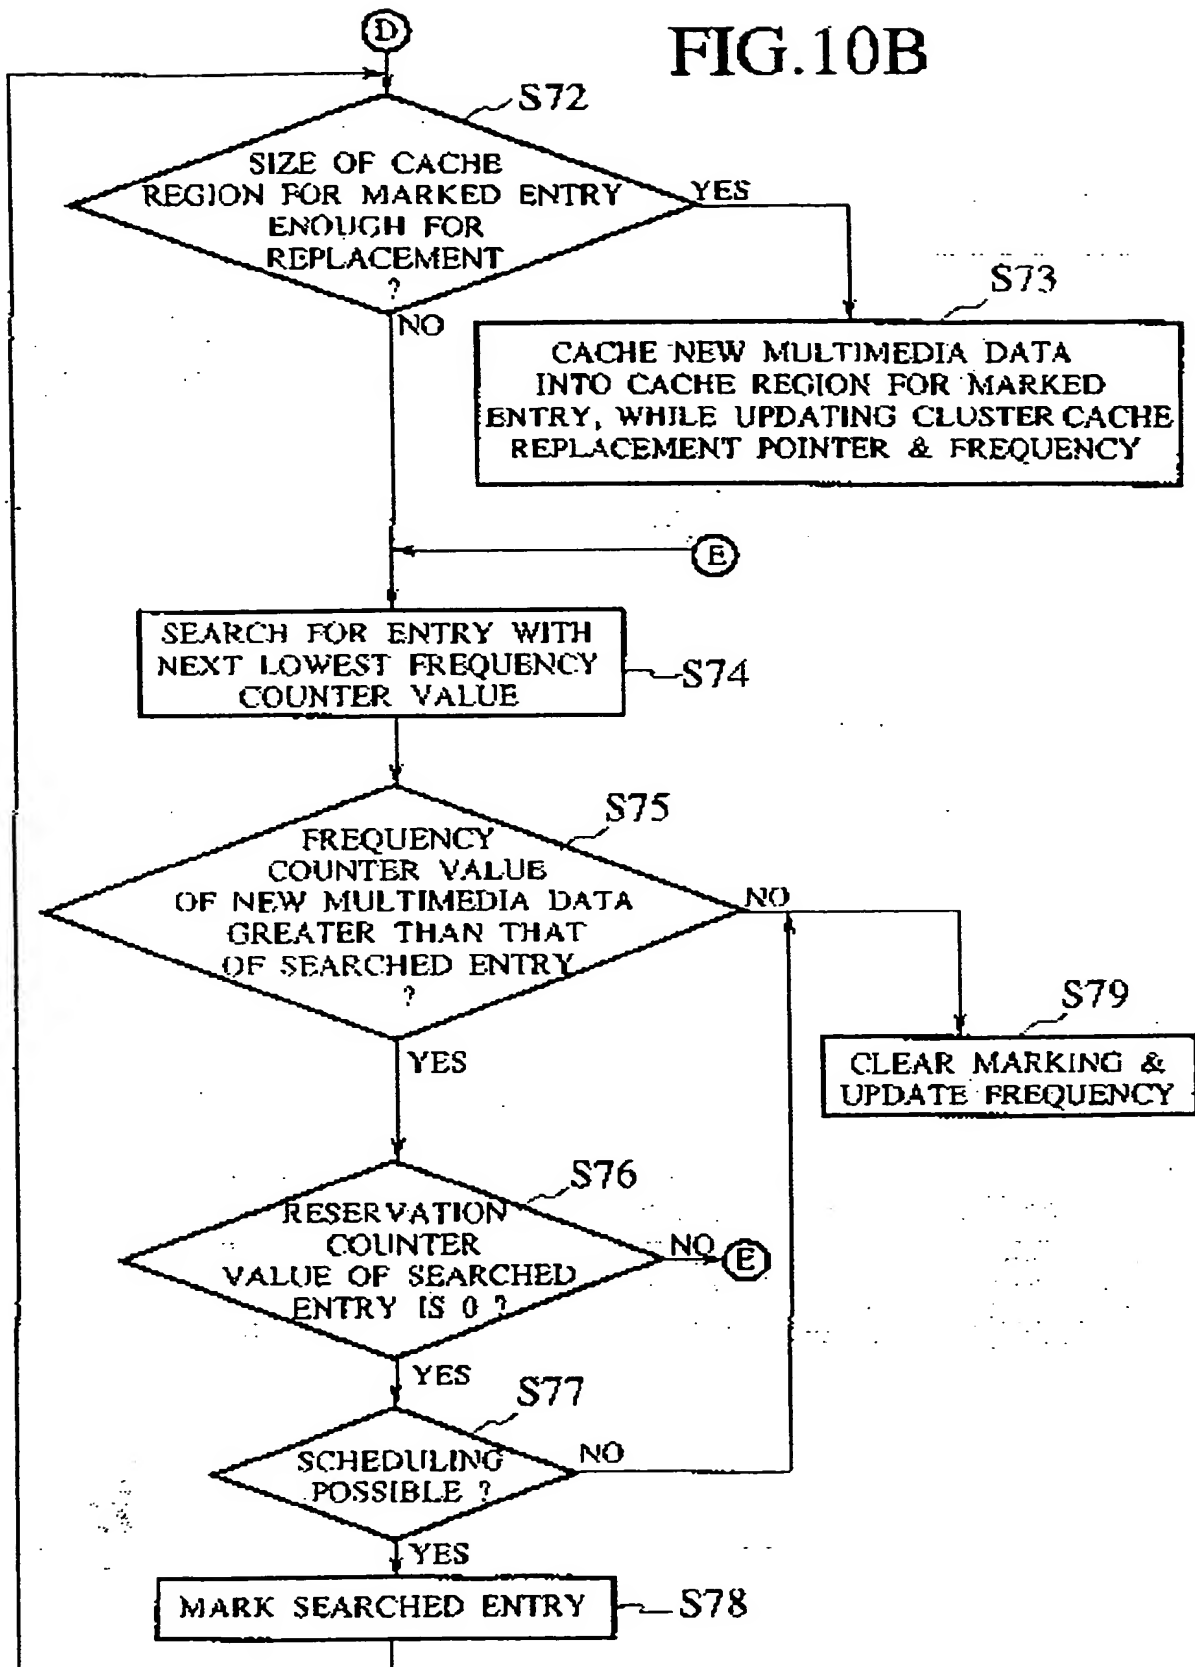 D
FIG.10B
S72
SIZE OF CACHE
REGION FOR MARKED ENTRY
ENOUGH FOR
REPLACEMENT
?
YES
NO
S73
CACHE NEW MULTIMEDIA DATA
INTO CACHE REGION FOR MARKED
ENTRY, WHILE UPDATING CLUSTER CACHE
REPLACEMENT POINTER & FREQUENCY
E
SEARCH FOR ENTRY WITH
NEXT LOWEST FREQUENCY
COUNTER VALUE
S74
S75
FREQUENCY
COUNTER VALUE
OF NEW MULTIMEDIA DATA
GREATER THAN THAT
OF SEARCHED ENTRY
?
NO
YES
S79
CLEAR MARKING &
UPDATE FREQUENCY
S76
RESERVATION
COUNTER
VALUE OF SEARCHED
ENTRY IS 0 ?
NO
E
YES
S77
SCHEDULING
POSSIBLE ?
NO
YES
MARK SEARCHED ENTRY
S78